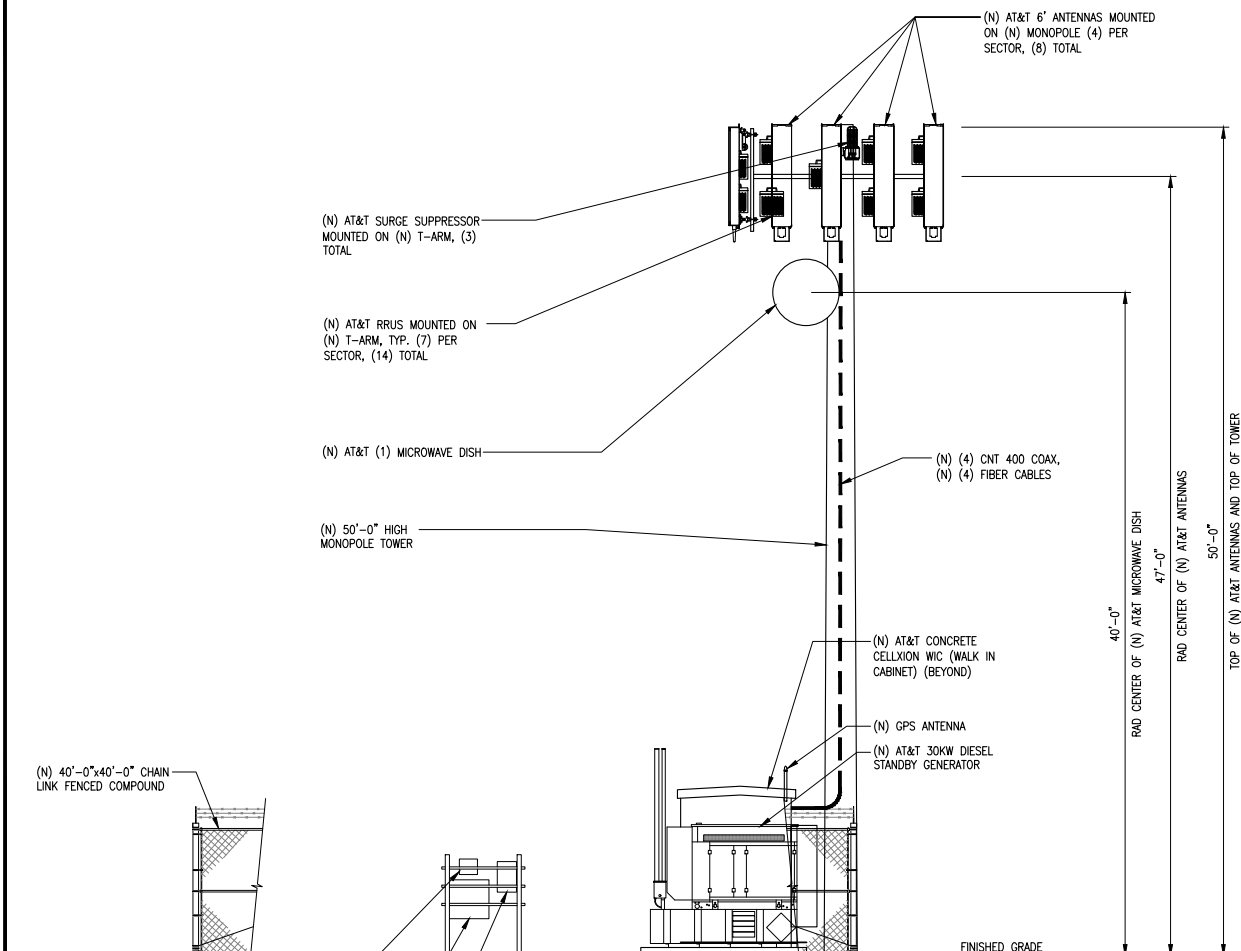 (N) AT&T 6' ANTENNAS MOUNTED
ON (N) MONOPOLE (4) PER
SECTOR, (8) TOTAL
(N) AT&T SURGE SUPPRESSOR
MOUNTED ON (N) T-ARM, (3)
TOTAL
(N) AT&T RRUS MOUNTED ON
(N) T-ARM, TYP. (7) PER
SECTOR, (14) TOTAL
(N) AT&T (1) MICROWAVE DISH
(N) (4) CNT 400 COAX,
(N) (4) FIBER CABLES
(N) 50'-0" HIGH
MONOPOLE TOWER
(N) AT&T CONCRETE
CELLXION WIC (WALK IN
CABINET) (BEYOND)
(N) GPS ANTENNA
(N) AT&T 30KW DIESEL
STANDBY GENERATOR
(N) 40'-0"x40'-0" CHAIN
LINK FENCED COMPOUND
40'-0"
RAD CENTER OF (N) AT&T MICROWAVE DISH
47'-0"
RAD CENTER OF (N) AT&T ANTENNAS
50'-0"
TOP OF (N) AT&T ANTENNAS AND TOP OF TOWER
FINISHED GRADE